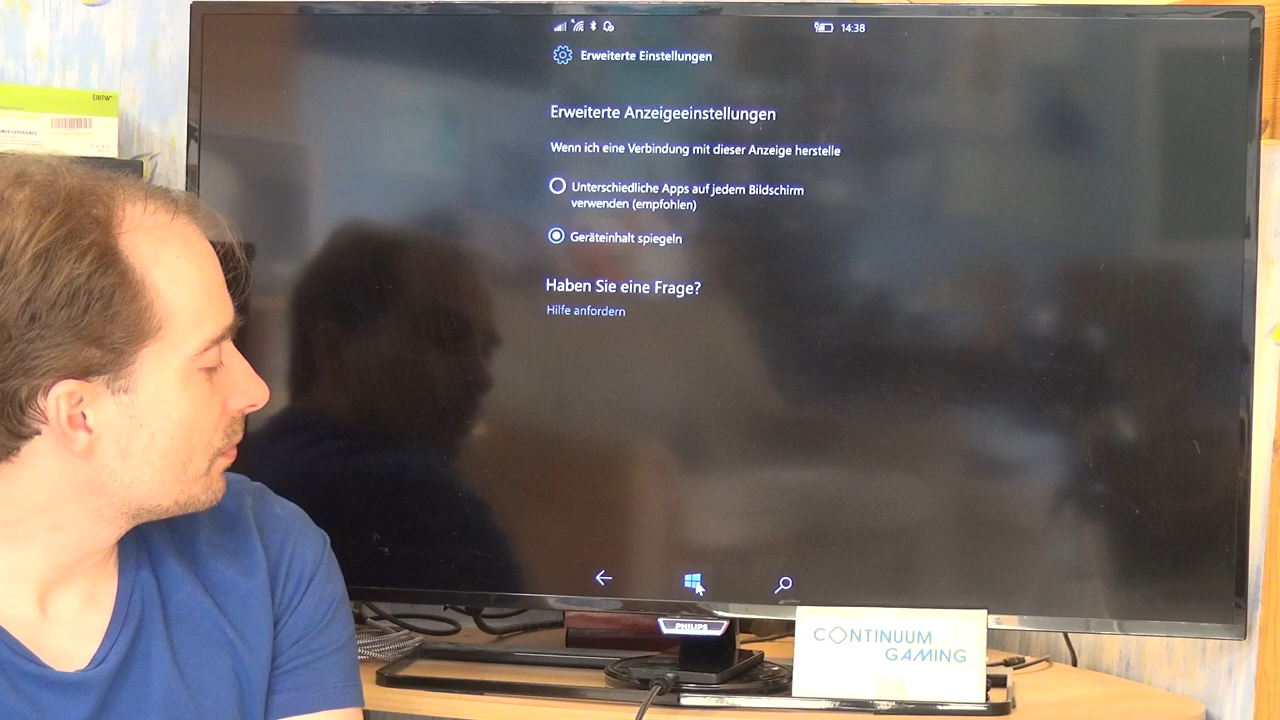 14:38
Erweiterte Einstellungen
Erweiterte Anzeigeeinstellungen
Wenn ich eine Verbindung mit dieser Anzeige herstelle
Unterschiedliche Apps auf jedem Bildschirm
verwenden (empfohlen)
Geräteinhalt spiegeln
Haben Sie eine Frage?
Hilfe anfordern
PHILIPS
CONTINUUM
GAMING